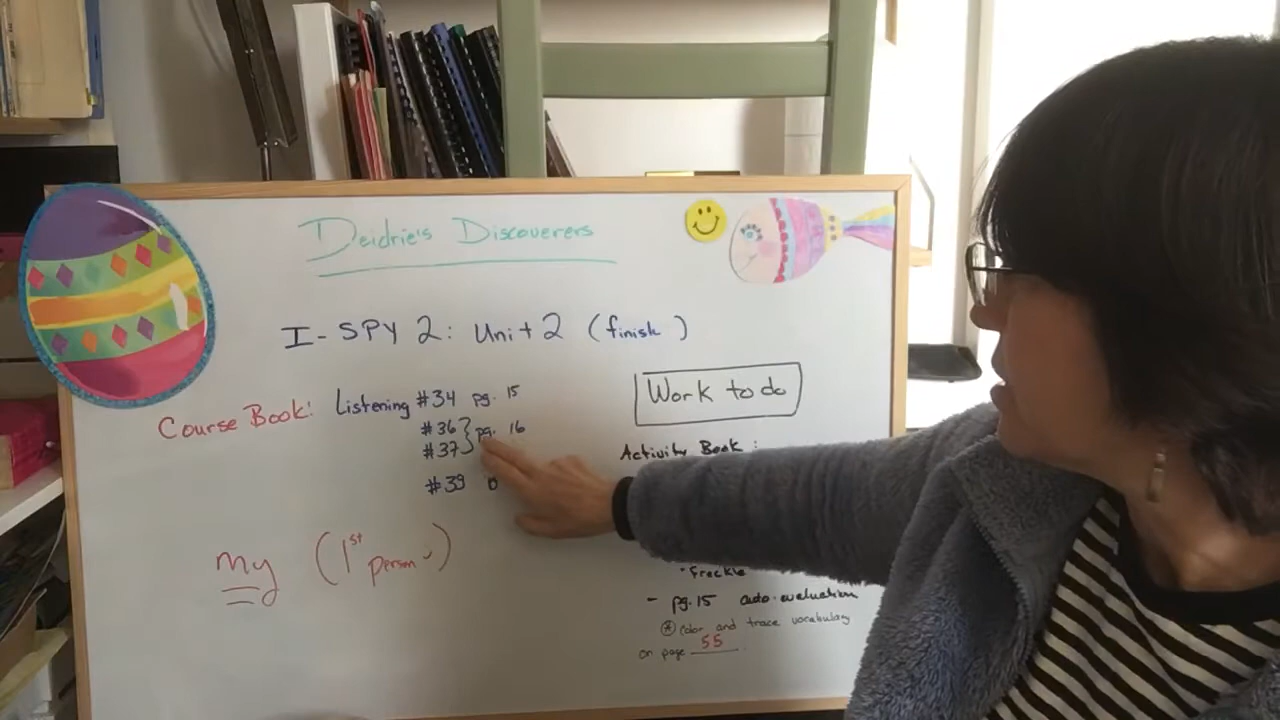 Deidrie's Discoverers
I-SPY 2: Unit 2 (finish)
Course Book: Listening #34 pg. 15
#36 } pg. 16
#37
#39
My (1st person)
Work to do
Activity Book:
• freckle
- pg. 15 auto-evaluation
* Color and trace vocabulary
on page 55.